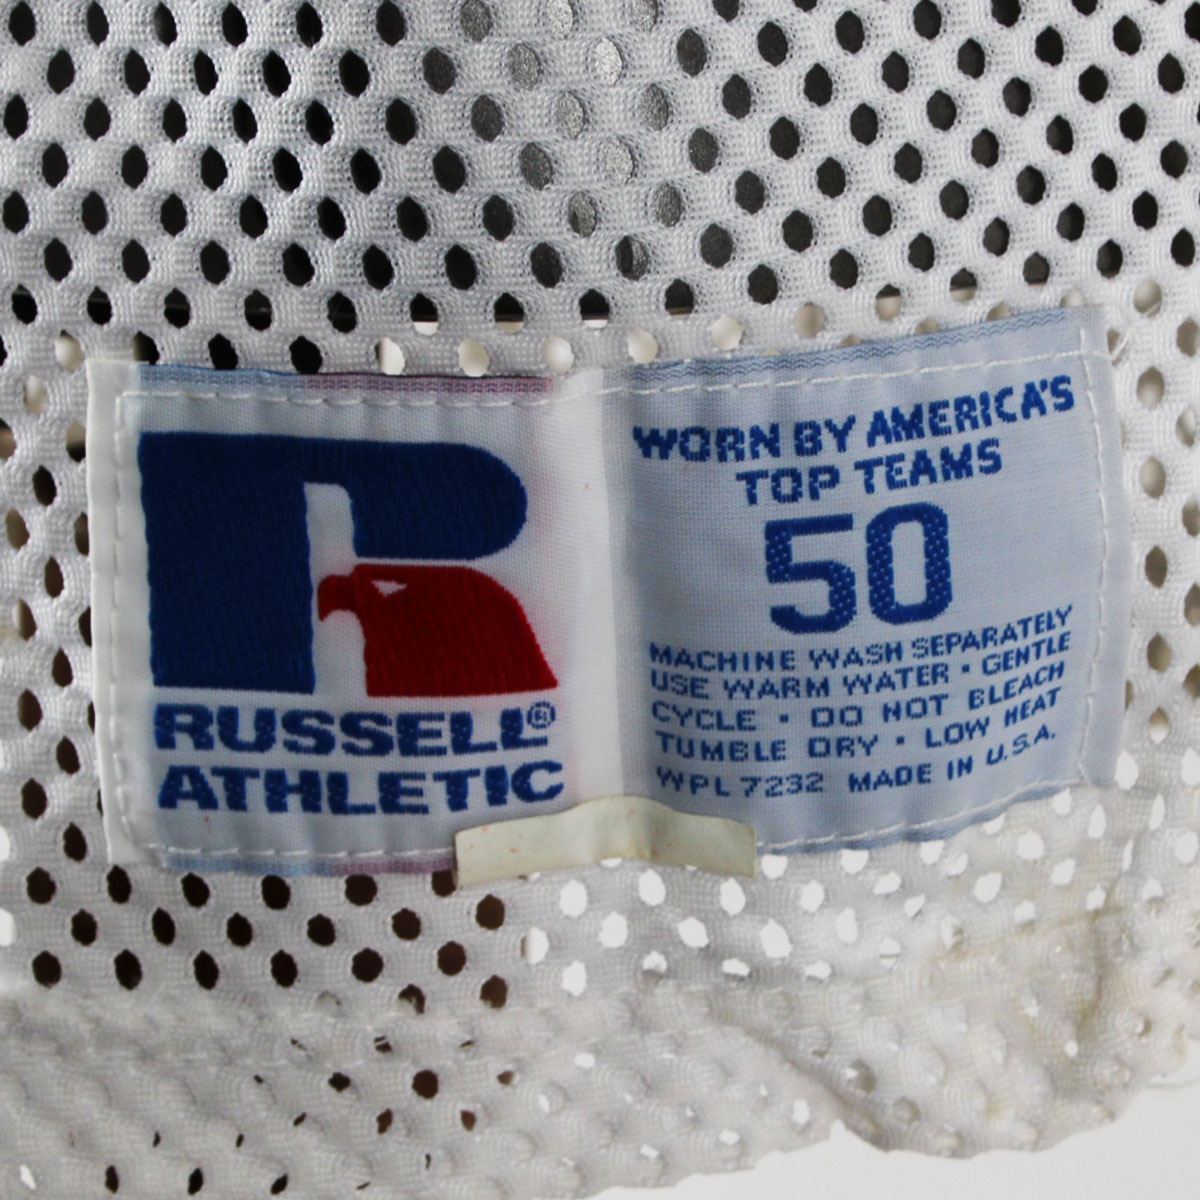 RUSSELL®
ATHLETIC
WORN BY AMERICA'S
TOP TEAMS
50
MACHINE WASH SEPARATELY
USE WARM WATER · GENTLE
CYCLE · DO NOT BLEACH
TUMBLE DRY · LOW HEAT
WPL 7232 MADE IN U.S.A.